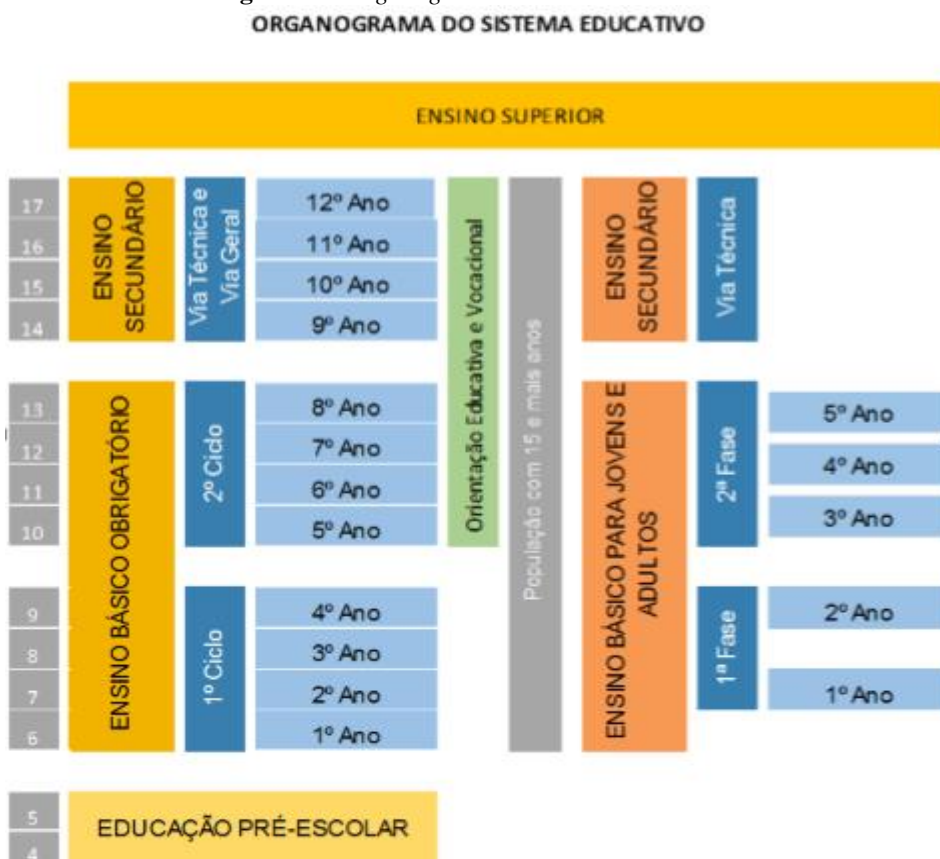 ORGANOGRAMA DO SISTEMA EDUCATIVO
ENSINO SUPERIOR
17
16
15
14
ENSINO
SECUNDÁRIO
Via Técnica e
Via Geral
12º Ano
11º Ano
10º Ano
9º Ano
13
12
11
10
9
8
7
6
ENSINO BÁSICO OBRIGATÓRIO
2º Ciclo
8º Ano
7º Ano
6º Ano
5º Ano
1º Ciclo
4º Ano
3º Ano
2º Ano
1º Ano
Orientação Educativa e Vocacional
População com 15 e mais anos
ENSINO
SECUNDÁRIO
Via Técnica
ENSINO BÁSICO PARA JOVENS E
ADULTOS
2ª Fase
5º Ano
4º Ano
3º Ano
1ª Fase
2º Ano
1º Ano
5
4
EDUCAÇÃO PRÉ-ESCOLAR